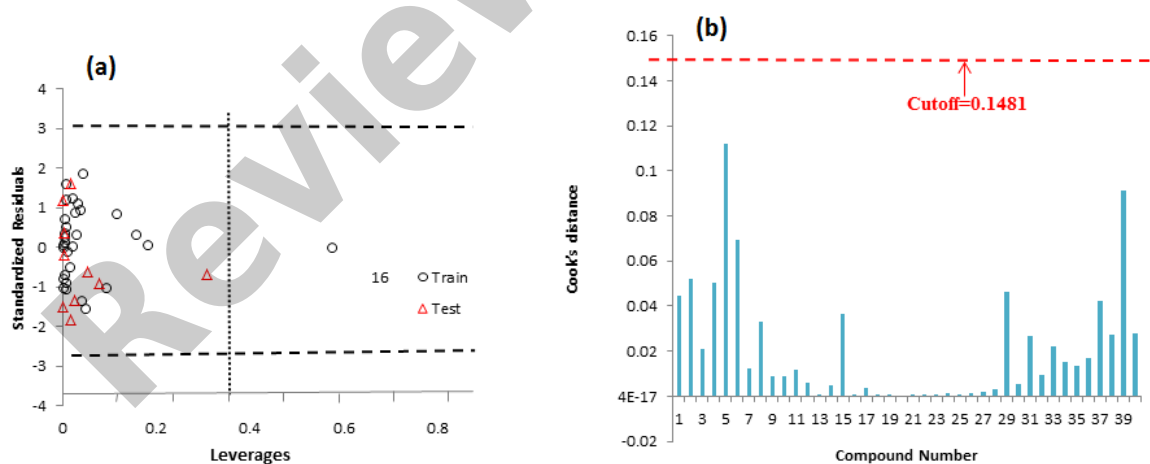 (a)
4
3
2
1
0
-1
-2
-3
-4
Standardized Residuals
16
Train
Test
0
0.2
0.4
0.6
0.8
Leverages
(b)
0.16
0.14
0.12
0.1
0.08
0.06
0.04
0.02
4E-17
-0.02
Cook's distance
Cutoff=0.1481
1 3 5 7 9 11 13 15 17 19 21 23 25 27 29 31 33 35 37 39
Compound Number
Review